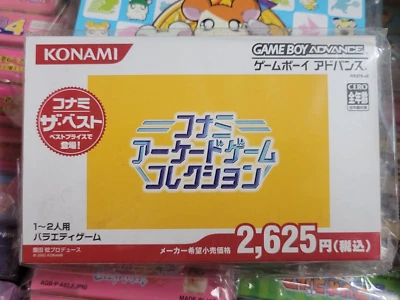 KONAMI
GAME BOY ADVANCE
ゲームボーイ アドバンス
コナミ
ザ・ベスト
ベストプライスで
登場!
CERO
全年齢
コナミ
アーケードゲーム
コレクション
1〜2人用
バラエティゲーム
メーカー希望小売価格
2,625円(税込)